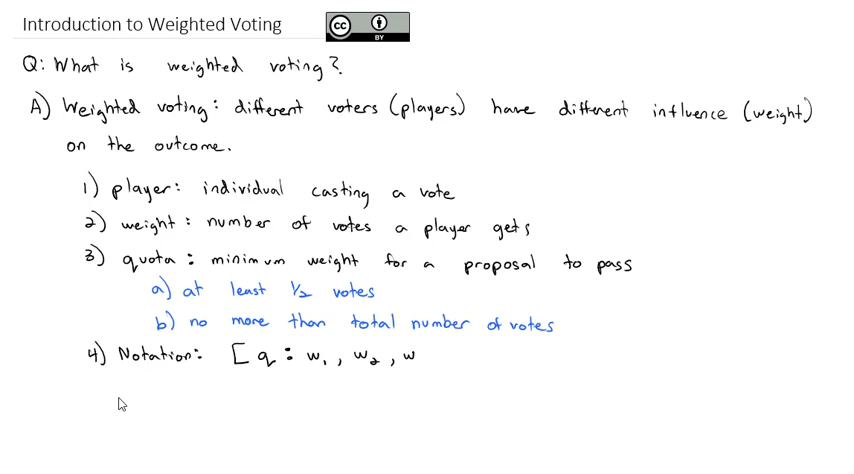 Introduction to Weighted Voting
cc BY
Q: What is weighted voting?
A) Weighted voting: different voters (players) have different influence (weight)
on the outcome.
1) player: individual casting a vote
2) weight: number of votes a player gets
3) quota: minimum weight for a proposal to pass
a) at least 1/2 votes
b) no more than total number of votes
4) Notation: [q : w₁, w₂, w